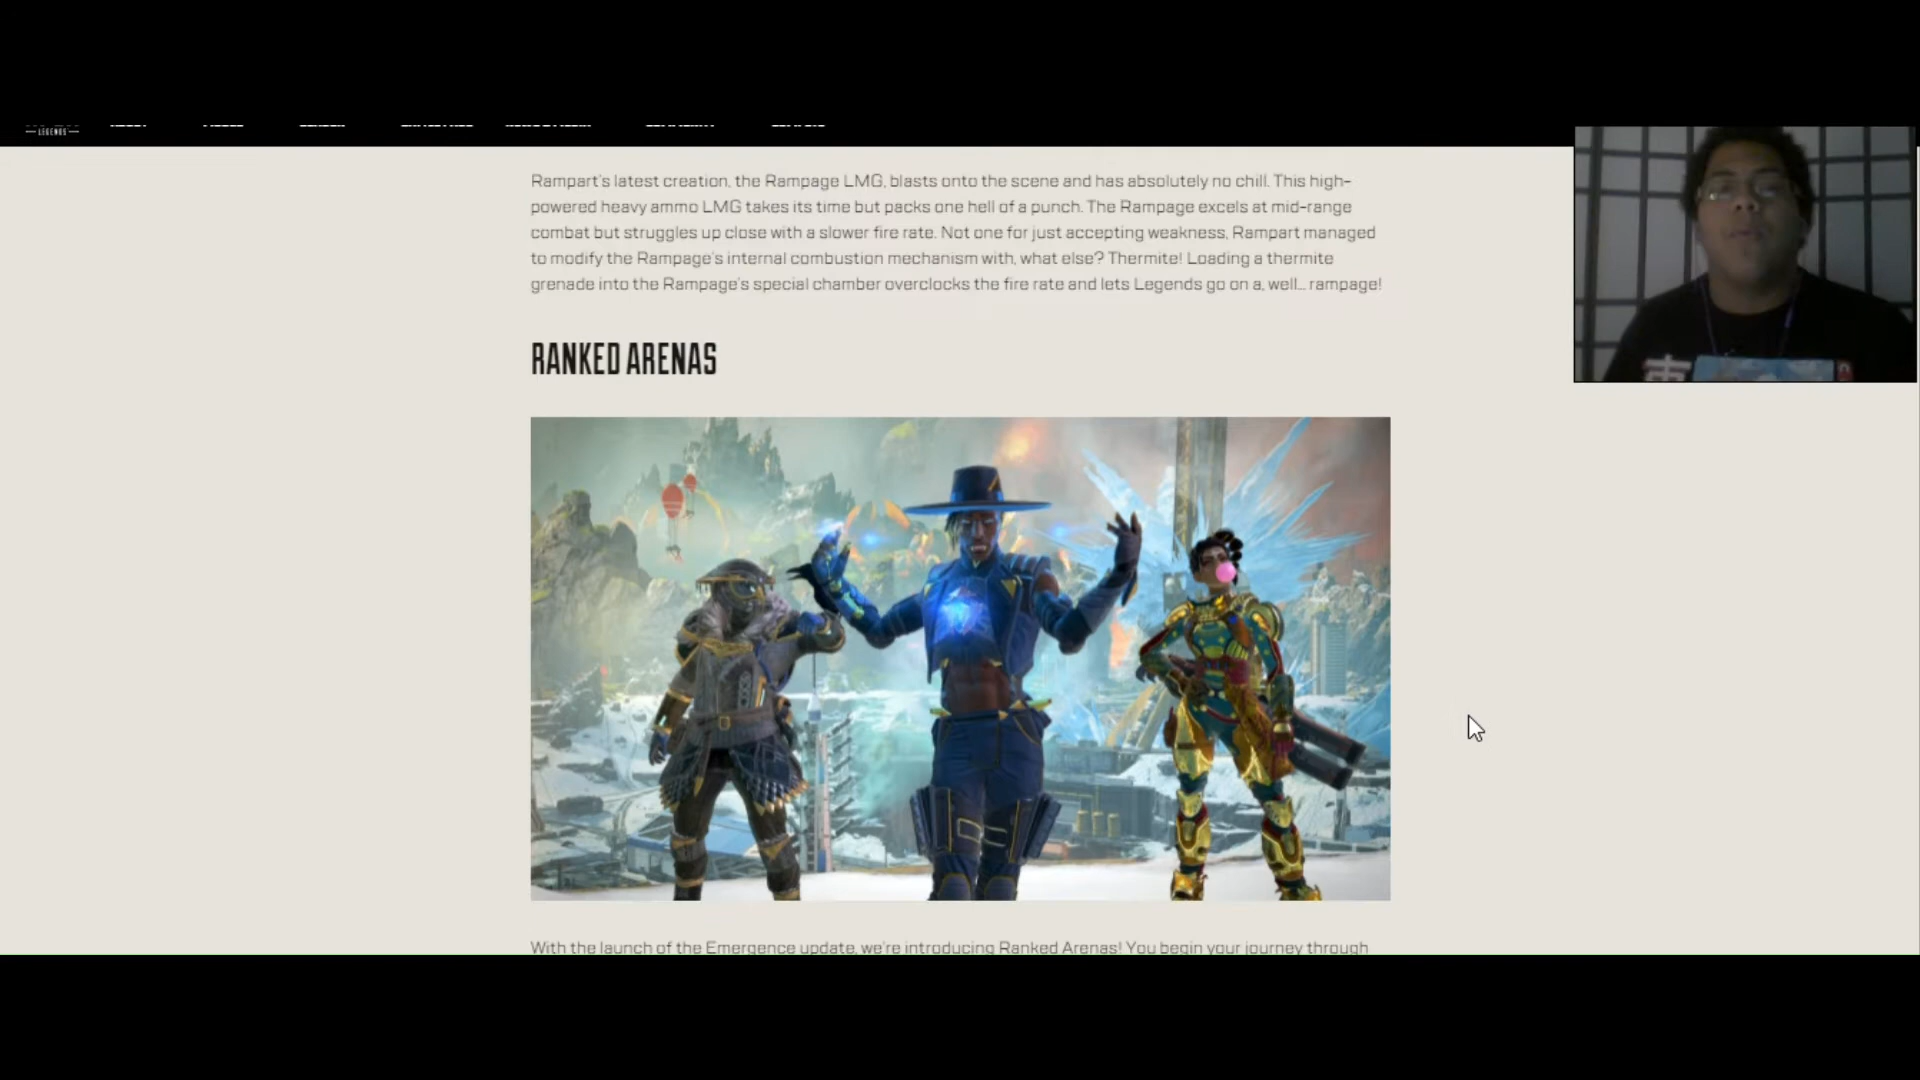 LEGENDS
Rampart's latest creation, the Rampage LMG, blasts onto the scene and has absolutely no chill. This high-
powered heavy ammo LMG takes its time but packs one hell of a punch. The Rampage excels at mid-range
combat but struggles up close with a slower fire rate. Not one for just accepting weakness, Rampart managed
to modify the Rampage's internal combustion mechanism with, what else? Thermite! Loading a thermite
grenade into the Rampage's special chamber overclocks the fire rate and lets Legends go on a, well... rampage!
RANKED ARENAS
With the launch of the Emergence update, we're introducing Ranked Arenas! You begin your journey through